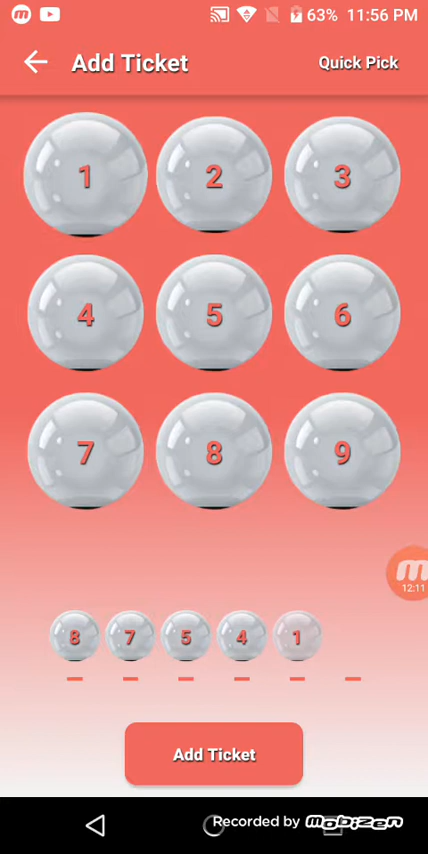 63% 11:56 PM
Add Ticket Quick Pick
1 2 3
4 5 6
7 8 9
12:11
8 7 5 4 1
Add Ticket
Recorded by mobizen